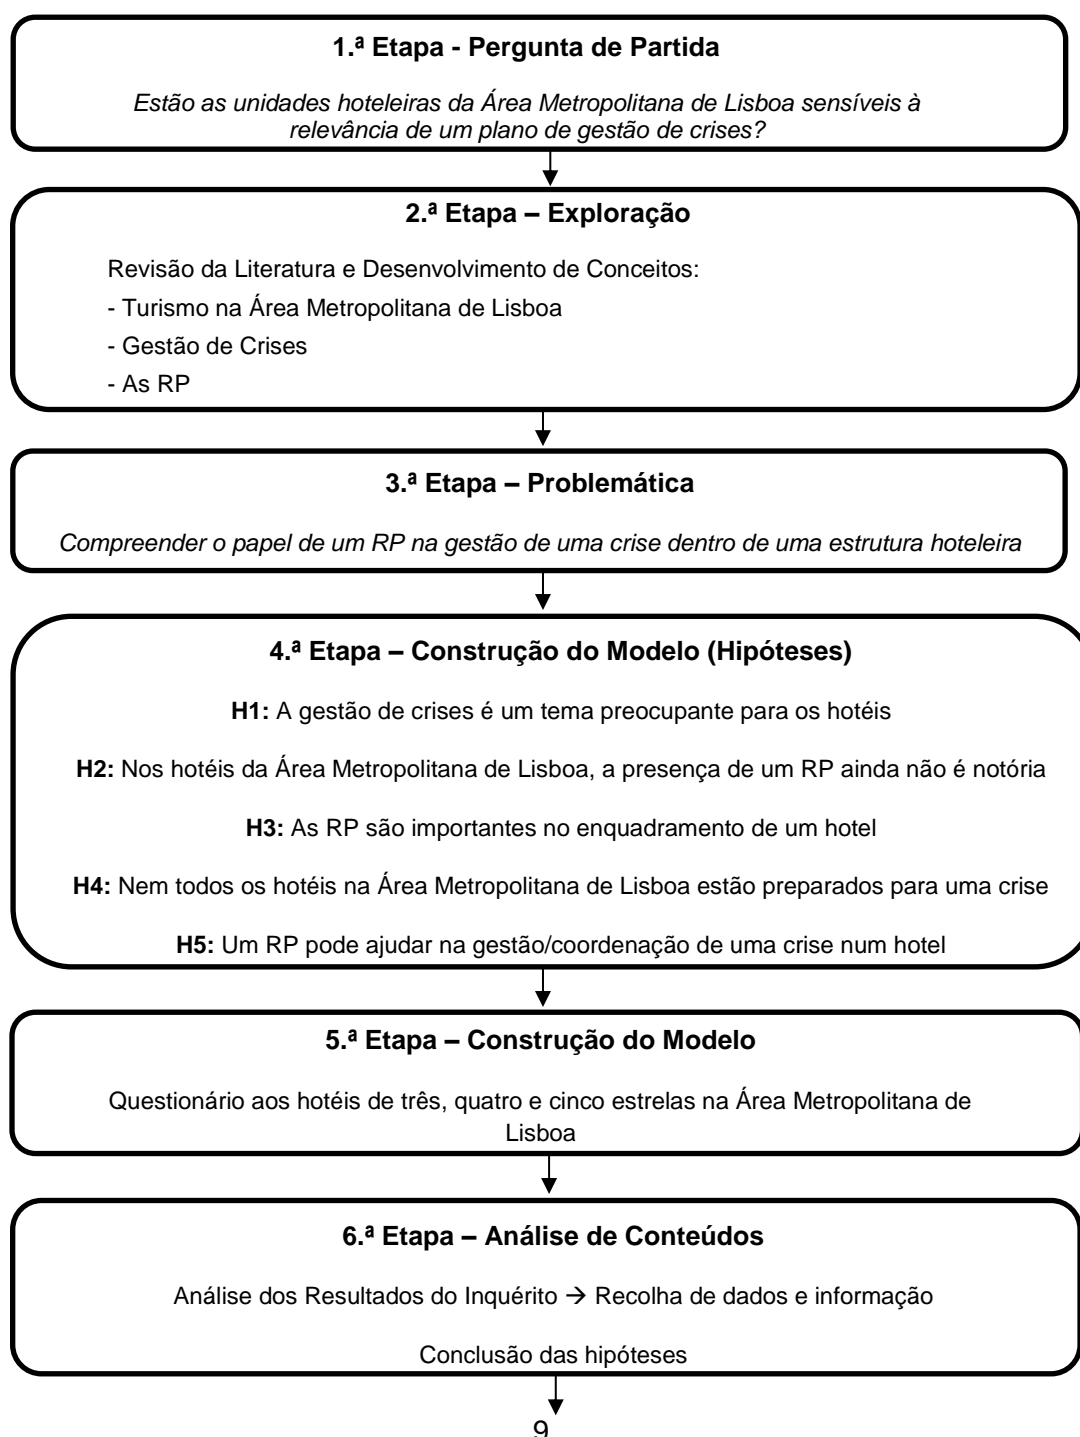 1.ª Etapa - Pergunta de Partida
Estão as unidades hoteleiras da Área Metropolitana de Lisboa sensíveis à
relevância de um plano de gestão de crises?
2.ª Etapa – Exploração
Revisão da Literatura e Desenvolvimento de Conceitos:
- Turismo na Área Metropolitana de Lisboa
- Gestão de Crises
- As RP
3.ª Etapa – Problemática
Compreender o papel de um RP na gestão de uma crise dentro de uma estrutura hoteleira
4.ª Etapa – Construção do Modelo (Hipóteses)
H1: A gestão de crises é um tema preocupante para os hotéis
H2: Nos hotéis da Área Metropolitana de Lisboa, a presença de um RP ainda não é notória
H3: As RP são importantes no enquadramento de um hotel
H4: Nem todos os hotéis na Área Metropolitana de Lisboa estão preparados para uma crise
H5: Um RP pode ajudar na gestão/coordenação de uma crise num hotel
5.ª Etapa – Construção do Modelo
Questionário aos hotéis de três, quatro e cinco estrelas na Área Metropolitana de
Lisboa
6.ª Etapa – Análise de Conteúdos
Análise dos Resultados do Inquérito → Recolha de dados e informação
Conclusão das hipóteses
9